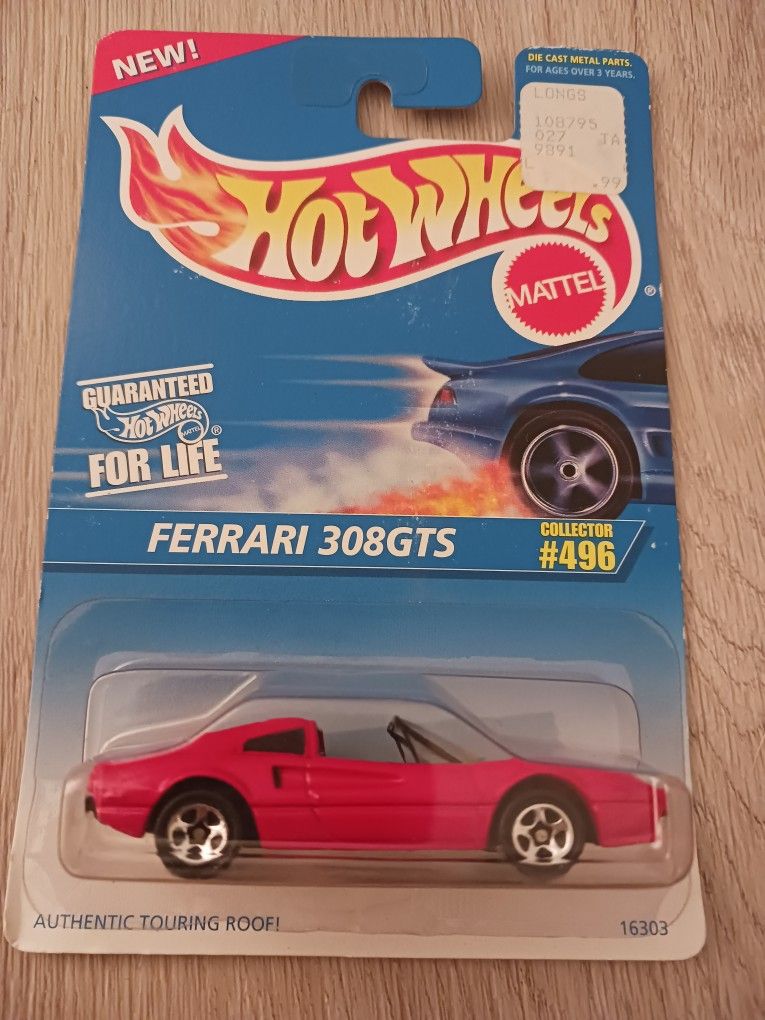 NEW!
DIE CAST METAL PARTS.
FOR AGES OVER 3 YEARS.
LONGS
108795
027 JA
9891
L .99
HOT WHEELS
MATTEL
®
GUARANTEED
HOT WHEELS
MATTEL
®
FOR LIFE
FERRARI 308GTS
COLLECTOR
#496
AUTHENTIC TOURING ROOF!
16303